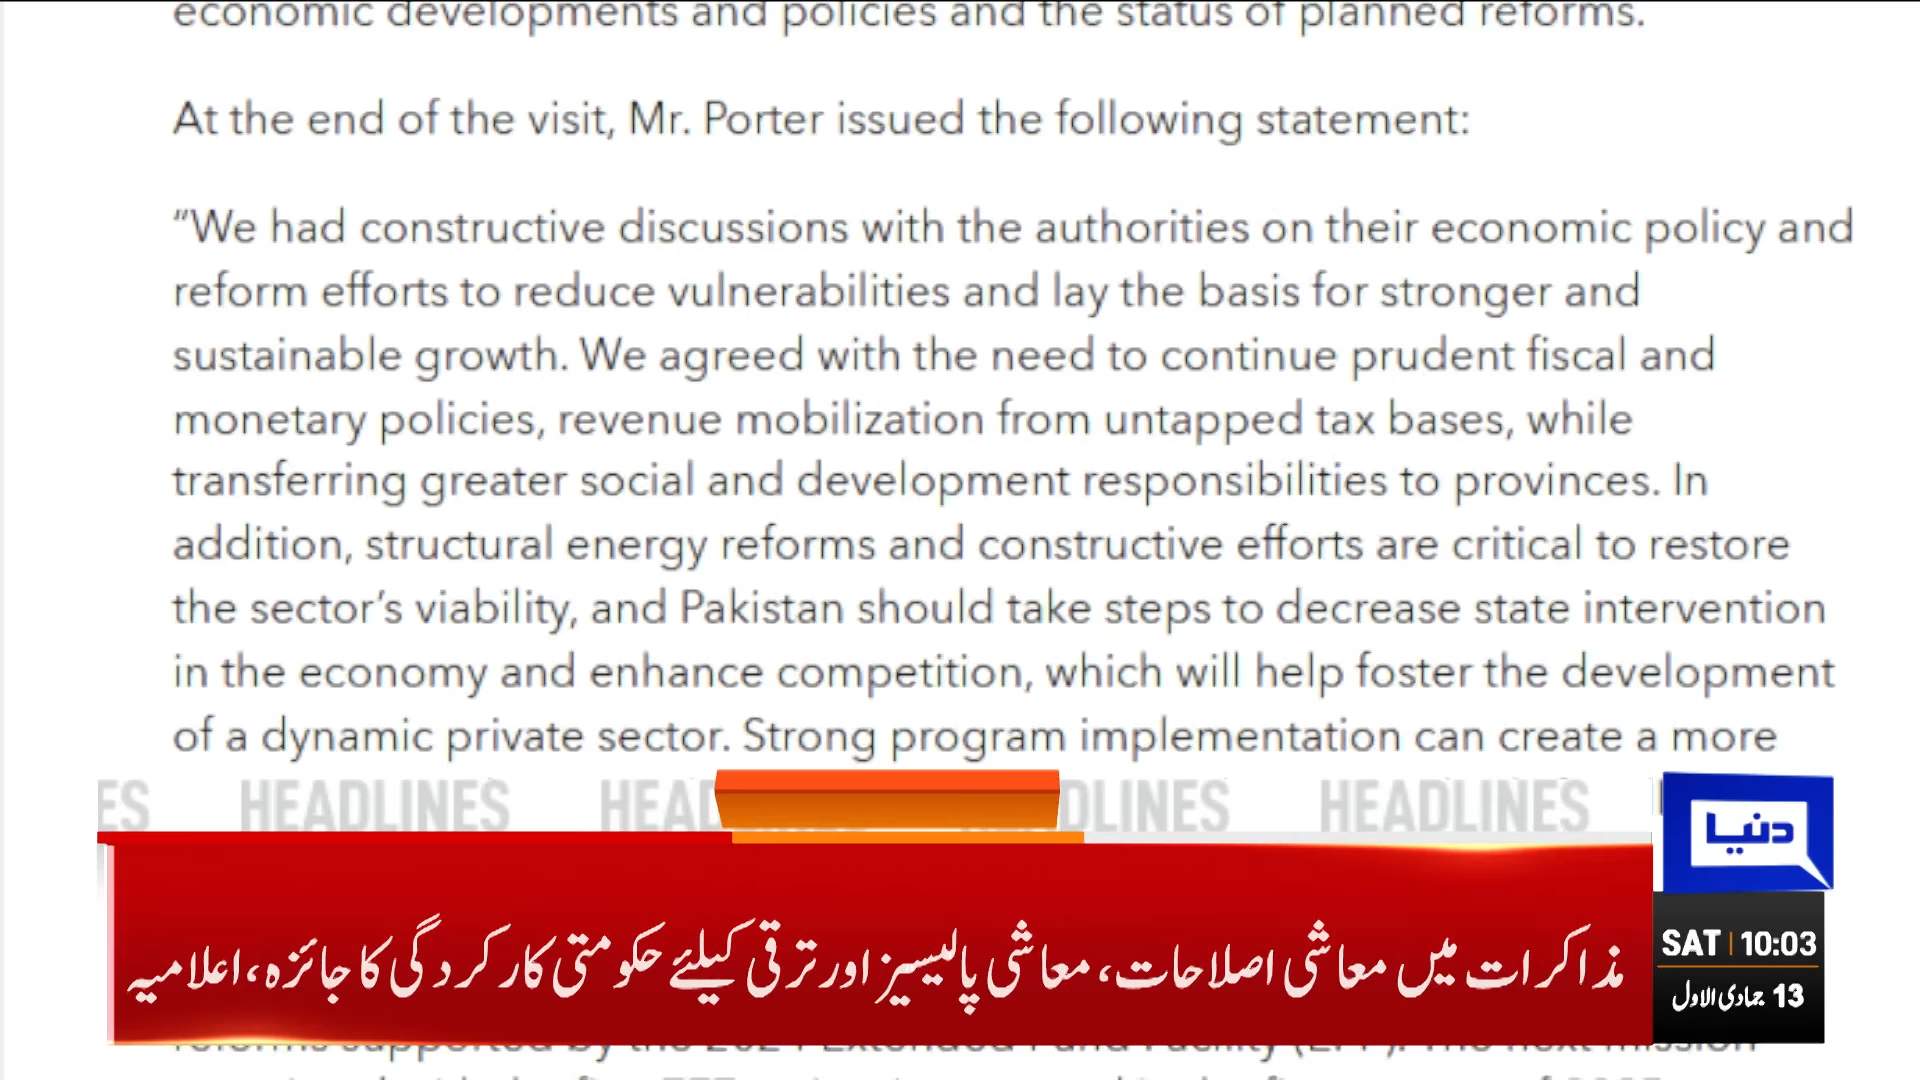 economic developments and policies and the status of planned reforms.
At the end of the visit, Mr. Porter issued the following statement:
“We had constructive discussions with the authorities on their economic policy and
reform efforts to reduce vulnerabilities and lay the basis for stronger and
sustainable growth. We agreed with the need to continue prudent fiscal and
monetary policies, revenue mobilization from untapped tax bases, while
transferring greater social and development responsibilities to provinces. In
addition, structural energy reforms and constructive efforts are critical to restore
the sector’s viability, and Pakistan should take steps to decrease state intervention
in the economy and enhance competition, which will help foster the development
of a dynamic private sector. Strong program implementation can create a more
ES HEADLINES HEAD DLINES HEADLINES
دنیا
مذاکرات میں معاشی اصلاحات، معاشی پالیسیز اور ترقی کیلئے حکومتی کارکردگی کا جائزہ، اعلامیہ
SAT | 10:03
13 جمادی الاول